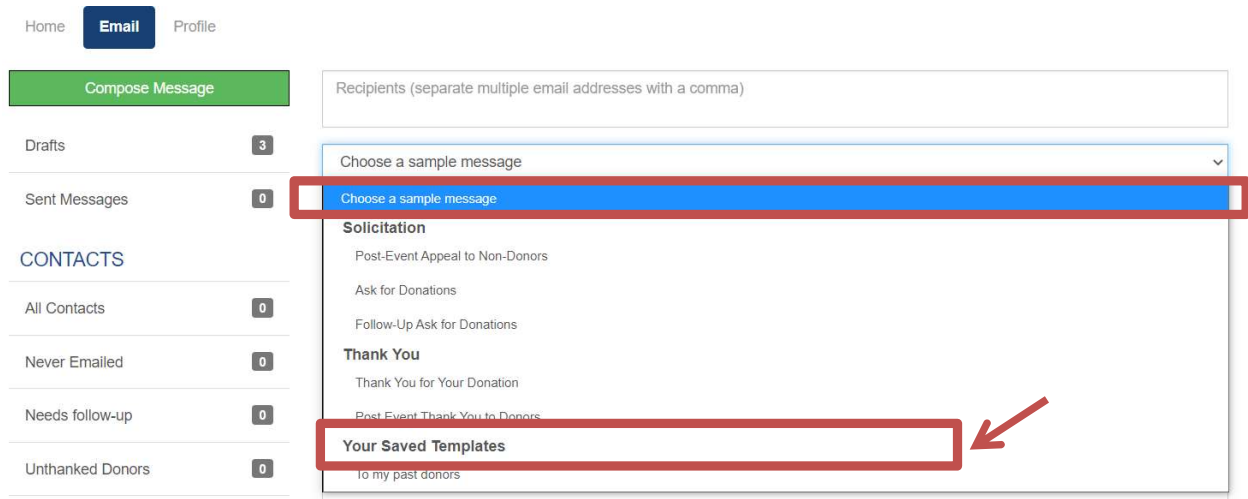 Home Email Profile
Compose Message
Drafts 3
Sent Messages 0
CONTACTS
All Contacts 0
Never Emailed 0
Needs follow-up 0
Unthanked Donors 0
Recipients (separate multiple email addresses with a comma)
Choose a sample message
Choose a sample message
Solicitation
Post-Event Appeal to Non-Donors
Ask for Donations
Follow-Up Ask for Donations
Thank You
Thank You for Your Donation
Post Event Thank You to Donors
Your Saved Templates
To my past donors